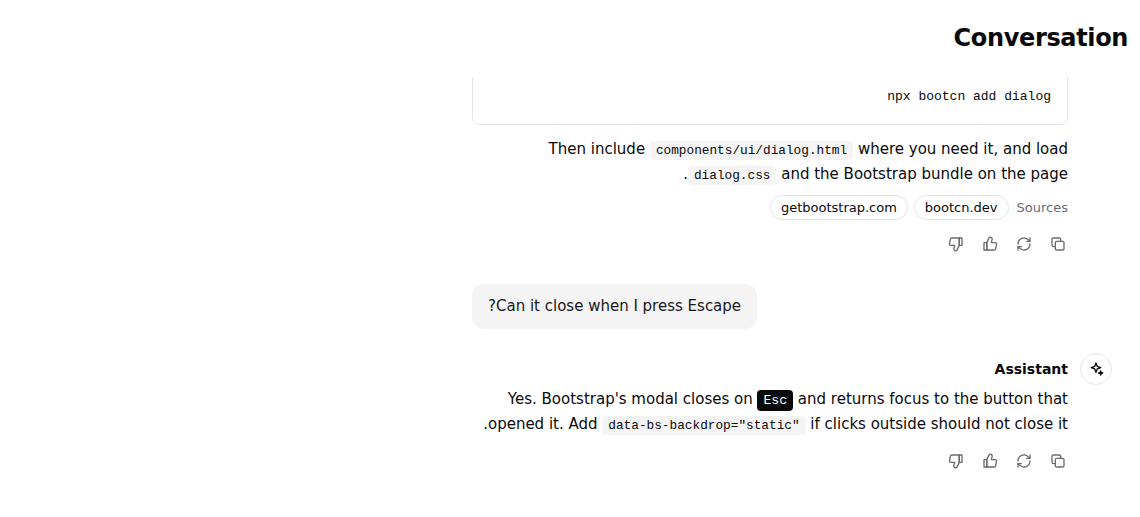 Conversation
npx bootcn add dialog
Then include components/ui/dialog.html where you need it, and load
dialog.css and the Bootstrap bundle on the page.
Sources bootcn.dev getbootstrap.com
Can it close when I press Escape?
Assistant
Yes. Bootstrap's modal closes on Esc and returns focus to the button that
opened it. Add data-bs-backdrop="static" if clicks outside should not close it.